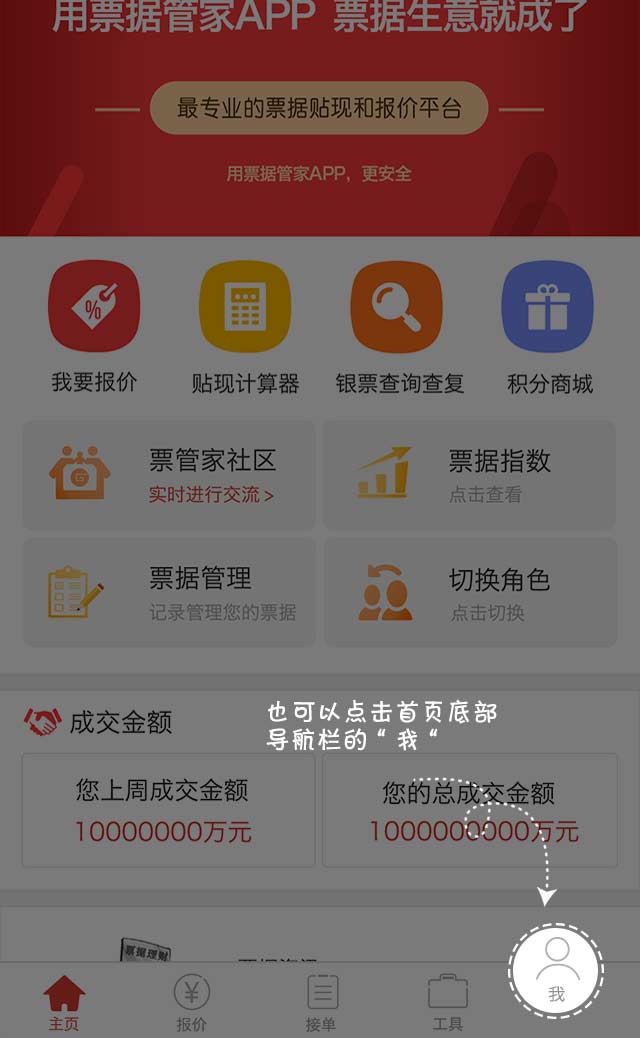 用票据管家APP 票据生意就成了
最专业的票据贴现和报价平台
用票据管家APP，更安全
%
我要报价
贴现计算器
银票查询查复
积分商城
G
票管家社区
实时进行交流 >
票据指数
点击查看
票据管理
记录管理您的票据
切换角色
点击切换
也可以点击首页底部
导航栏的“我“
成交金额
您上周成交金额
10000000万元
您的总成交金额
1000000000万元
票据理财
¥
我
主页
报价
接单
工具